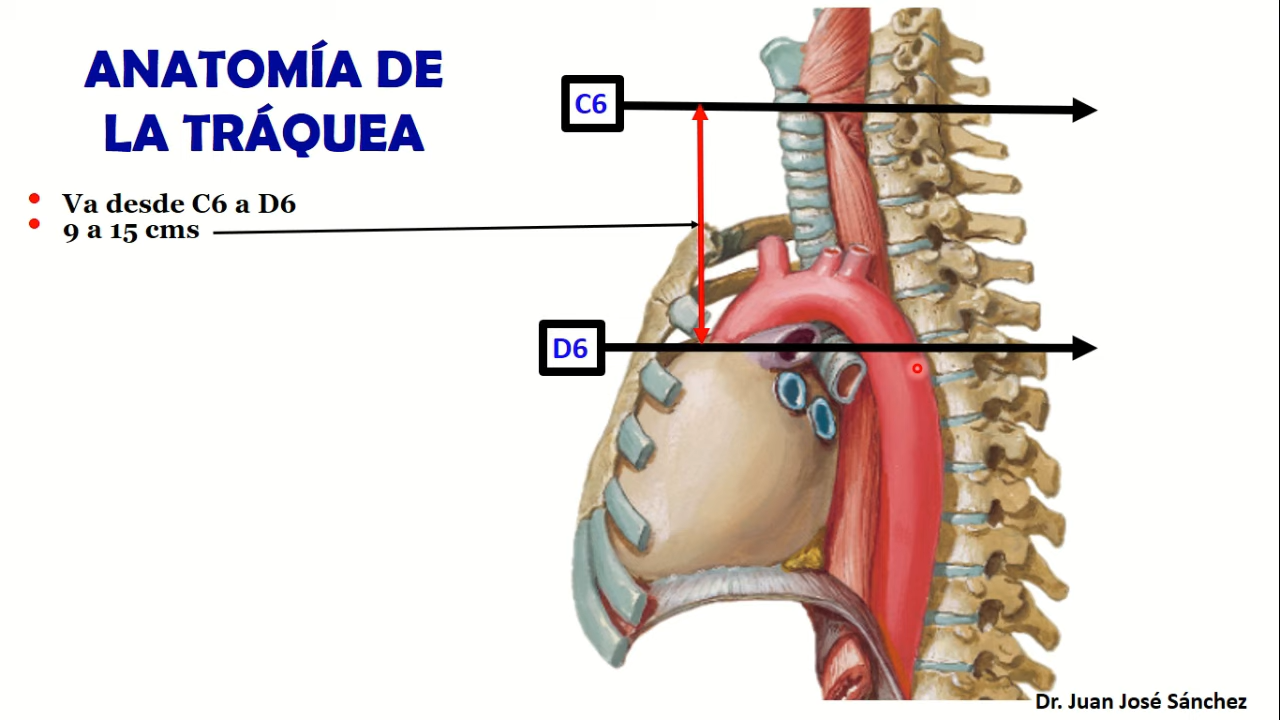 ANATOMÍA DE
LA TRÁQUEA
Va desde C6 a D6
9 a 15 cms
C6
D6
Dr. Juan José Sánchez